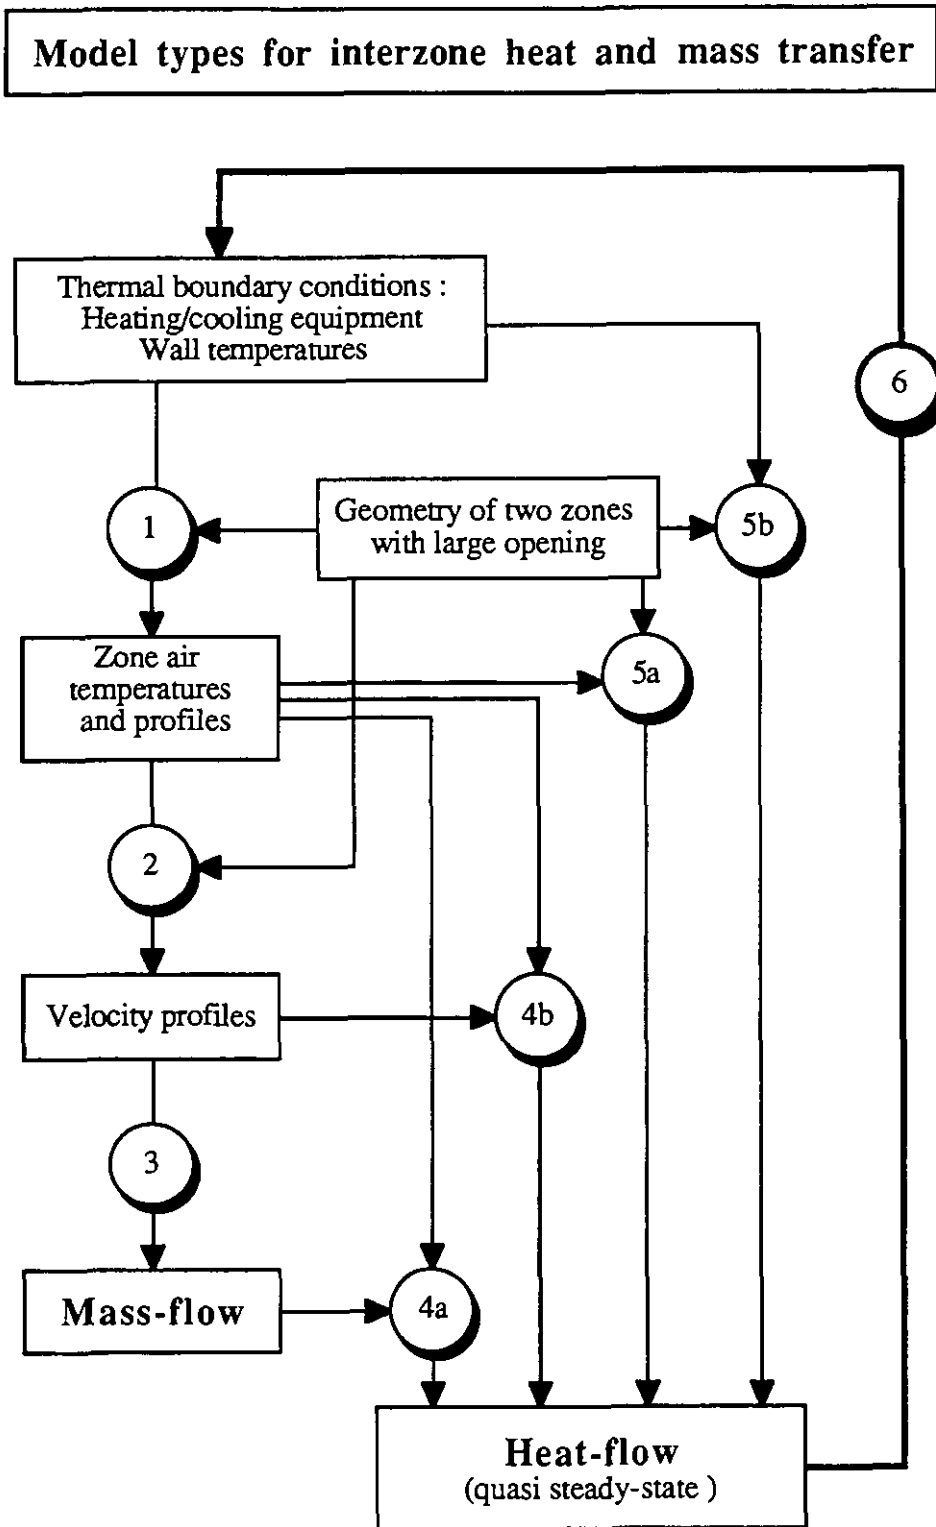 Model types for interzone heat and mass transfer
Thermal boundary conditions :
Heating/cooling equipment
Wall temperatures
6
1
Geometry of two zones
with large opening
5b
Zone air
temperatures
and profiles
5a
2
Velocity profiles
4b
3
Mass-flow
4a
Heat-flow
(quasi steady-state )